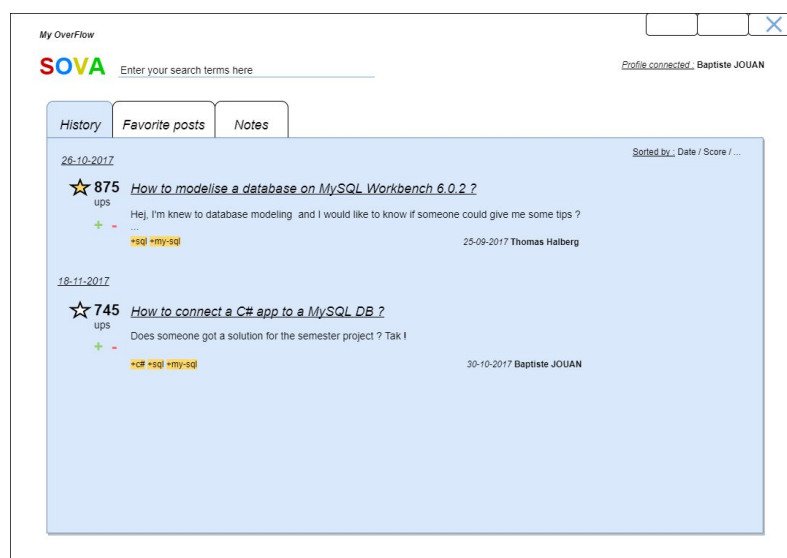 My OverFlow
SOVA Enter your search terms here
Profile connected : Baptiste JOUAN
History Favorite posts Notes
Sorted by : Date / Score / ...
26-10-2017
875 How to modelise a database on MySQL Workbench 6.0.2 ?
ups
Hej, I'm knew to database modeling and I would like to know if someone could give me some tips ?
+ - ...
+sql +my-sql 25-09-2017 Thomas Halberg
18-11-2017
745 How to connect a C# app to a MySQL DB ?
ups
Does someone got a solution for the semester project ? Tak !
+ -
+c# +sql +my-sql 30-10-2017 Baptiste JOUAN